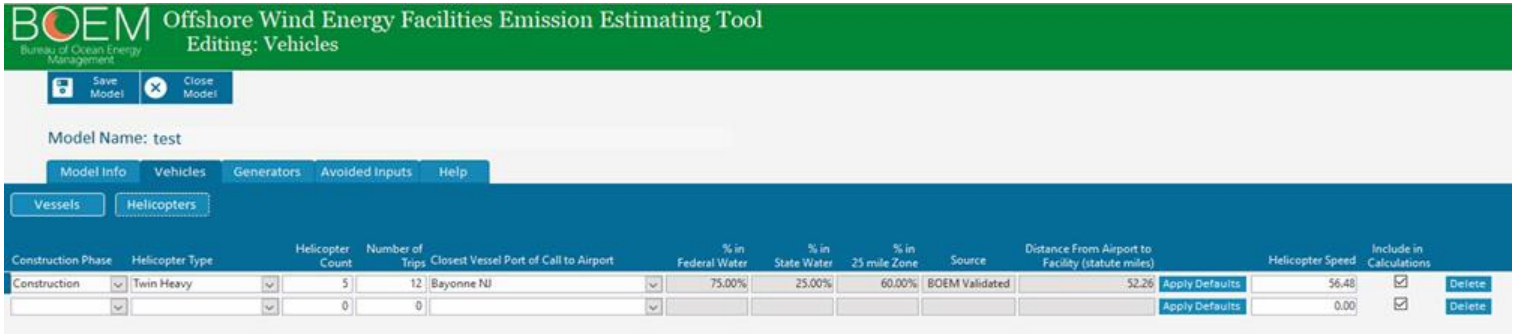 BOEM
Bureau of Ocean Energy
Management
Offshore Wind Energy Facilities Emission Estimating Tool
Editing: Vehicles
Save
Model
Close
Model
Model Name: test
Model Info Vehicles Generators Avoided Inputs Help
Vessels Helicopters
Construction Phase Helicopter Type Helicopter Count Number of Trips Closest Vessel Port of Call to Airport % in Federal Water % in State Water % in 25 mile Zone Source Distance From Airport to Facility (statute miles) Helicopter Speed Include in Calculations
Construction Twin Heavy 5 12 Bayonne NJ 75.00% 25.00% 60.00% BOEM Validated 52.26 Apply Defaults 56.48 Delete
0 0 Apply Defaults 0.00 Delete